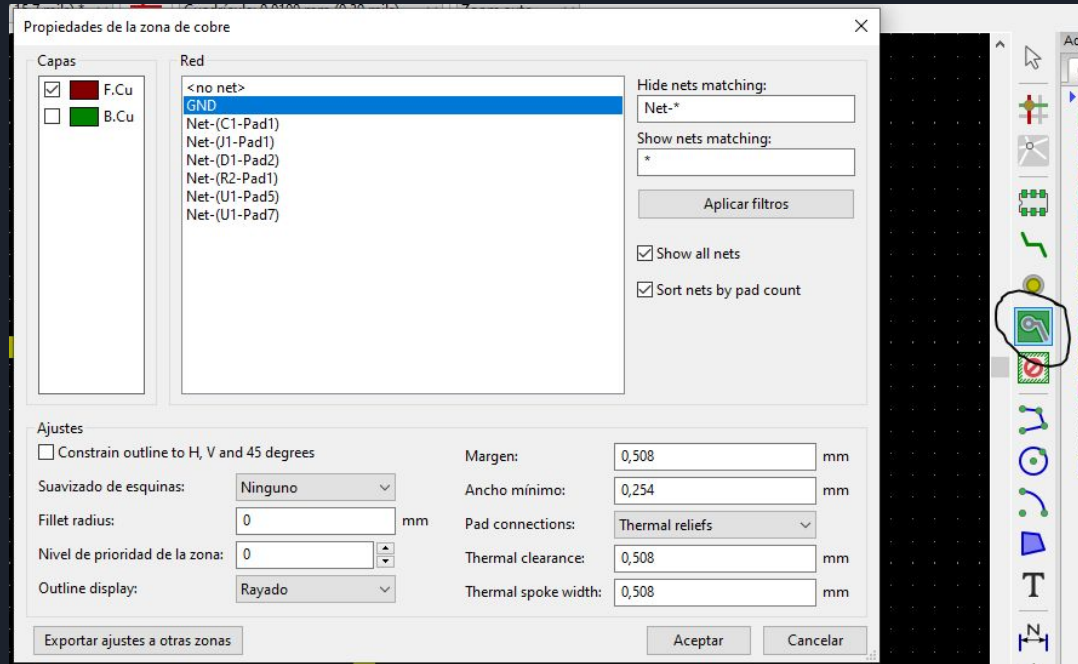 Propiedades de la zona de cobre
Capas
F.Cu
B.Cu
Red
<no net>
GND
Net-(C1-Pad1)
Net-(J1-Pad1)
Net-(D1-Pad2)
Net-(R2-Pad1)
Net-(U1-Pad5)
Net-(U1-Pad7)
Hide nets matching:
Net-*
Show nets matching:
*
Aplicar filtros
Show all nets
Sort nets by pad count
Ajustes
Constrain outline to H, V and 45 degrees
Suavizado de esquinas: Ninguno
Fillet radius: 0 mm
Nivel de prioridad de la zona: 0
Outline display: Rayado
Margen: 0,508 mm
Ancho mínimo: 0,254 mm
Pad connections: Thermal reliefs
Thermal clearance: 0,508 mm
Thermal spoke width: 0,508 mm
Exportar ajustes a otras zonas
Aceptar
Cancelar
T
N